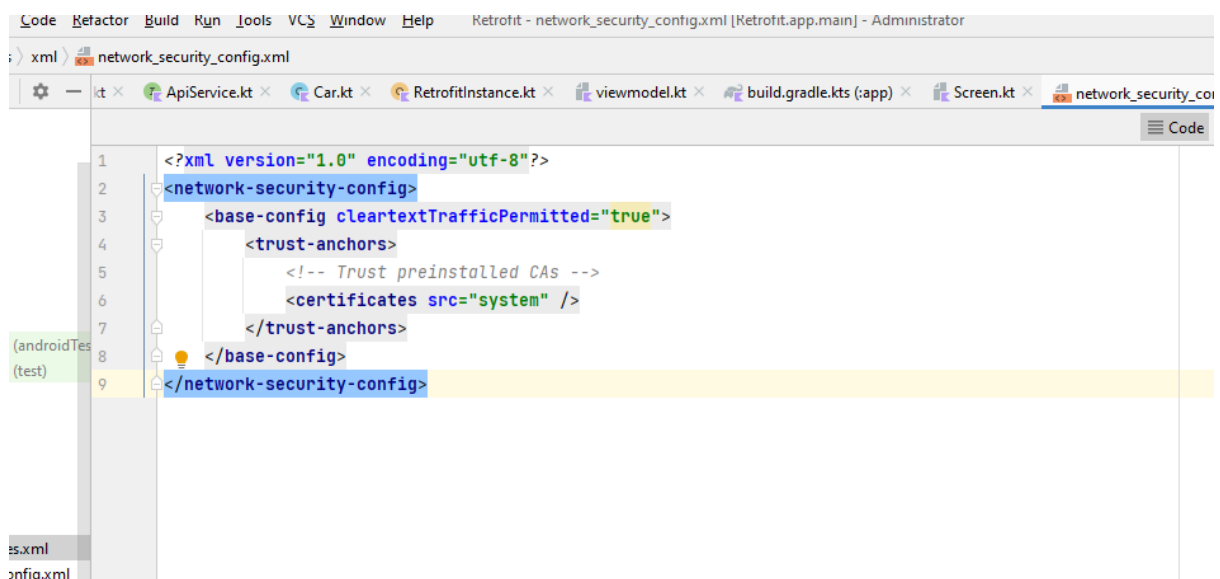 Code Refactor Build Run Tools VCS Window Help Retrofit - network_security_config.xml [Retrofit.app.main] - Administrator
xml network_security_config.xml
kt ApiService.kt Car.kt RetrofitInstance.kt viewmodel.kt build.gradle.kts (:app) Screen.kt network_security_co
Code
1 <?xml version="1.0" encoding="utf-8"?>
2 <network-security-config>
3 <base-config cleartextTrafficPermitted="true">
4 <trust-anchors>
5 <!-- Trust preinstalled CAs -->
6 <certificates src="system" />
7 </trust-anchors>
(androidTes
8 </base-config>
(test)
9 </network-security-config>
es.xml
onfig.xml